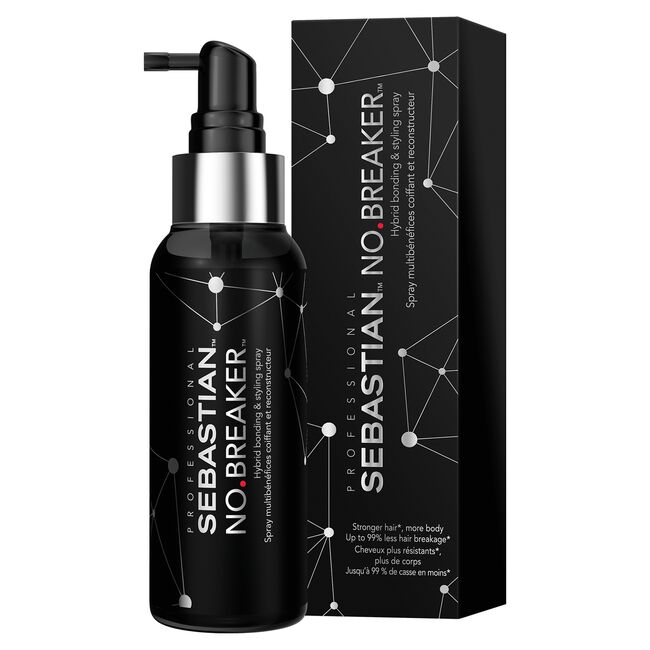 PROFESSIONAL
SEBASTIAN™
NO.BREAKER™
Hybrid bonding & styling spray
Spray multibénéfices coiffant et reconstructeur
PROFESSIONAL
SEBASTIAN™ NO.BREAKER™
Hybrid bonding & styling spray
Spray multibénéfices coiffant et reconstructeur
Stronger hair*, more body
Up to 99% less hair breakage*
Cheveux plus résistants*,
plus de corps
Jusqu'à 99 % de casse en moins*